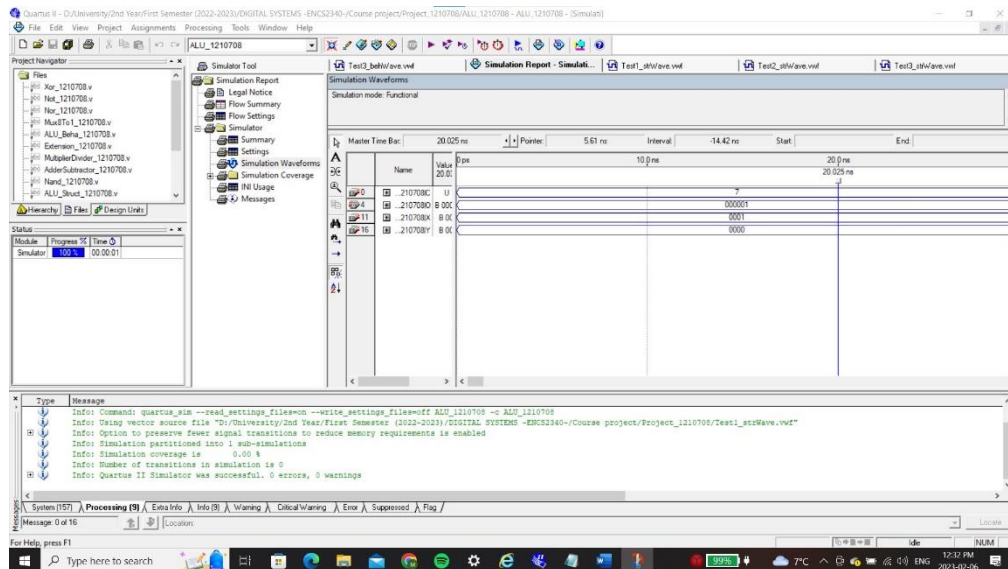 Quartus II - D:/University/2nd Year/First Semester (2022-2023)/DIGITAL SYSTEMS -ENCS2340-/Course project/Project_1210708/ALU_1210708 - ALU_1210708 - [Simulati]
File Edit View Project Assignments Processing Tools Window Help
ALU_1210708
Project Navigator
Files
Xor_1210708.v
Not_1210708.v
Nor_1210708.v
Mux8To1_1210708.v
ALU_Beha_1210708.v
Extension_1210708.v
MultiplierDivider_1210708.v
AdderSubtractor_1210708.v
Nand_1210708.v
ALU_Struct_1210708.v
Hierarchy Files Design Units
Status
Module Progress % Time
Simulator 100 % 00:00:01
Simulator Tool
Simulation Report
Legal Notice
Flow Summary
Flow Settings
Simulator
Summary
Settings
Simulation Waveforms
Simulation Coverage
INI Usage
Messages
Test3_behWave.vwf Simulation Report - Simulati... Test1_strWave.vwf Test2_strWave.vwf Test3_strWave.vwf
Simulation Waveforms
Simulation mode: Functional
Master Time Bar: 20.025 ns Pointer: 5.61 ns Interval: -14.42 ns Start: End:
Name Value 20.0: 0 ps 10.0 ns 20.0 ns
20.025 ns
0 ...210708C U 7
4 ...210708O B 000 000001
11 ...210708X B 0C 0001
16 ...210708Y B 0C 0000
Type Message
Info: Command: quartus_sim --read_settings_files=on --write_settings_files=off ALU_1210708 -c ALU_1210708
Info: Using vector source file "D:/University/2nd Year/First Semester (2022-2023)/DIGITAL SYSTEMS -ENCS2340-/Course project/Project_1210708/Test1_strWave.vwf"
Info: Option to preserve fewer signal transitions to reduce memory requirements is enabled
Info: Simulation partitioned into 1 sub-simulations
Info: Simulation coverage is 0.00 %
Info: Number of transitions in simulation is 0
Info: Quartus II Simulator was successful. 0 errors, 0 warnings
System (157) Processing (9) Extra Info Info (9) Warning Critical Warning Error Suppressed Flag
Messages
Message: 0 of 16 Location: Locate
For Help, press F1 Idle NUM
Type here to search 99% 7°C ENG 12:32 PM
2023-02-06